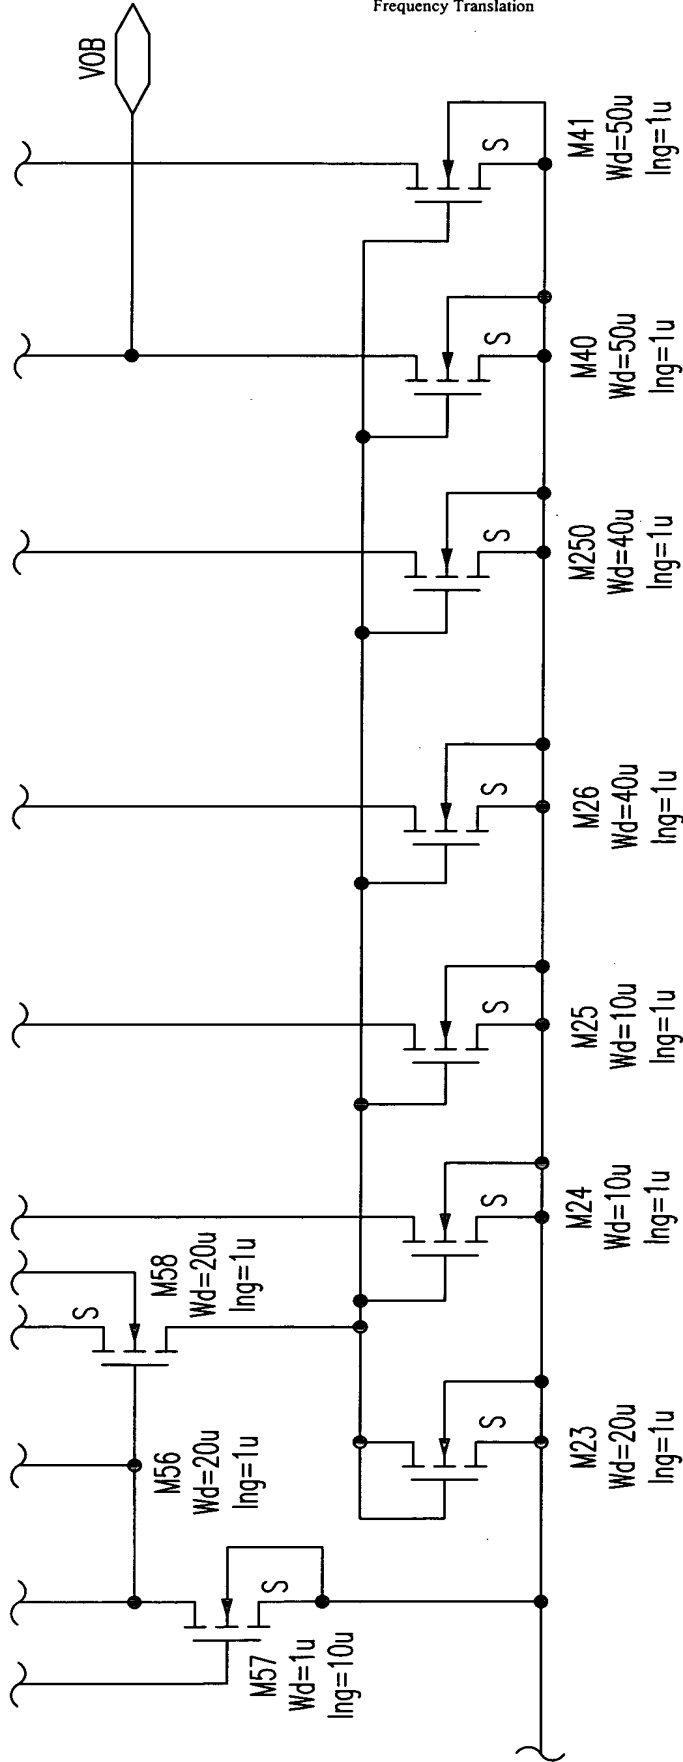 Frequency Translation
VOB
S
M57
Wd=1u
lng=10u
M56
Wd=20u
lng=1u
S
M58
Wd=20u
lng=1u
S
M23
Wd=20u
lng=1u
S
M24
Wd=10u
lng=1u
S
M25
Wd=10u
lng=1u
S
M26
Wd=40u
lng=1u
S
M250
Wd=40u
lng=1u
S
M40
Wd=50u
lng=1u
S
M41
Wd=50u
lng=1u